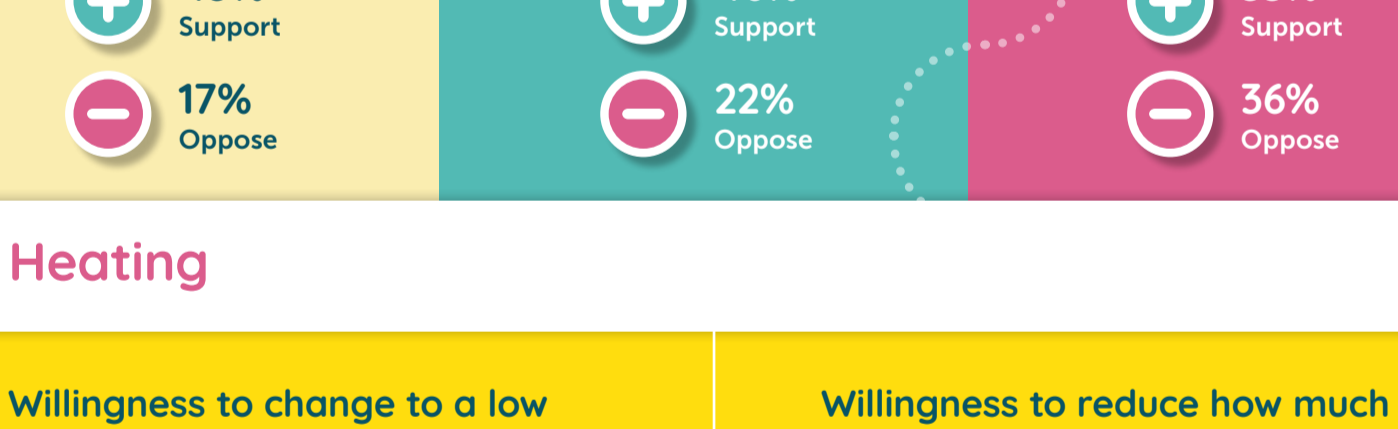 Support
Support
Support
17%
22%
36%
Oppose
Oppose
Oppose
Heating
Willingness to change to a low
Willingness to reduce how much